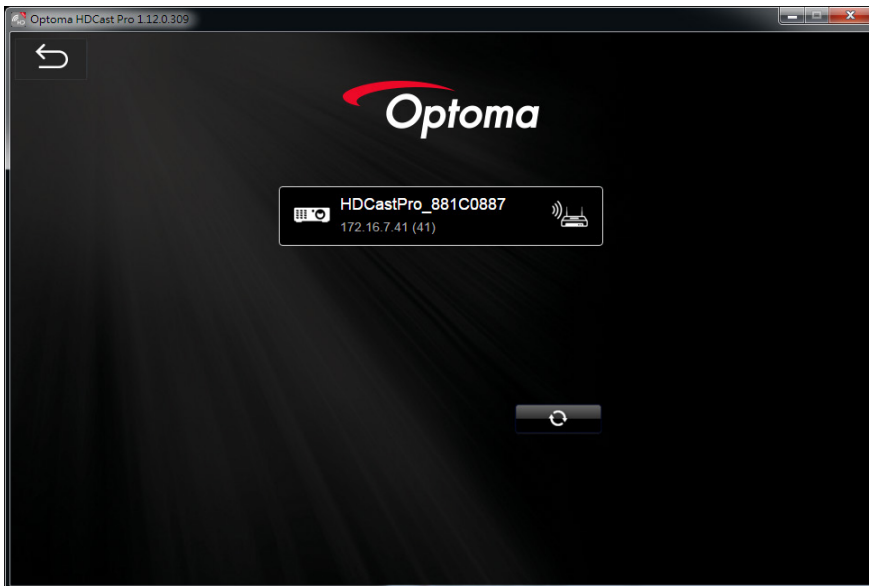 Optoma HDCast Pro 1.12.0.309
Optoma
HDCastPro_881C0887
172.16.7.41 (41)